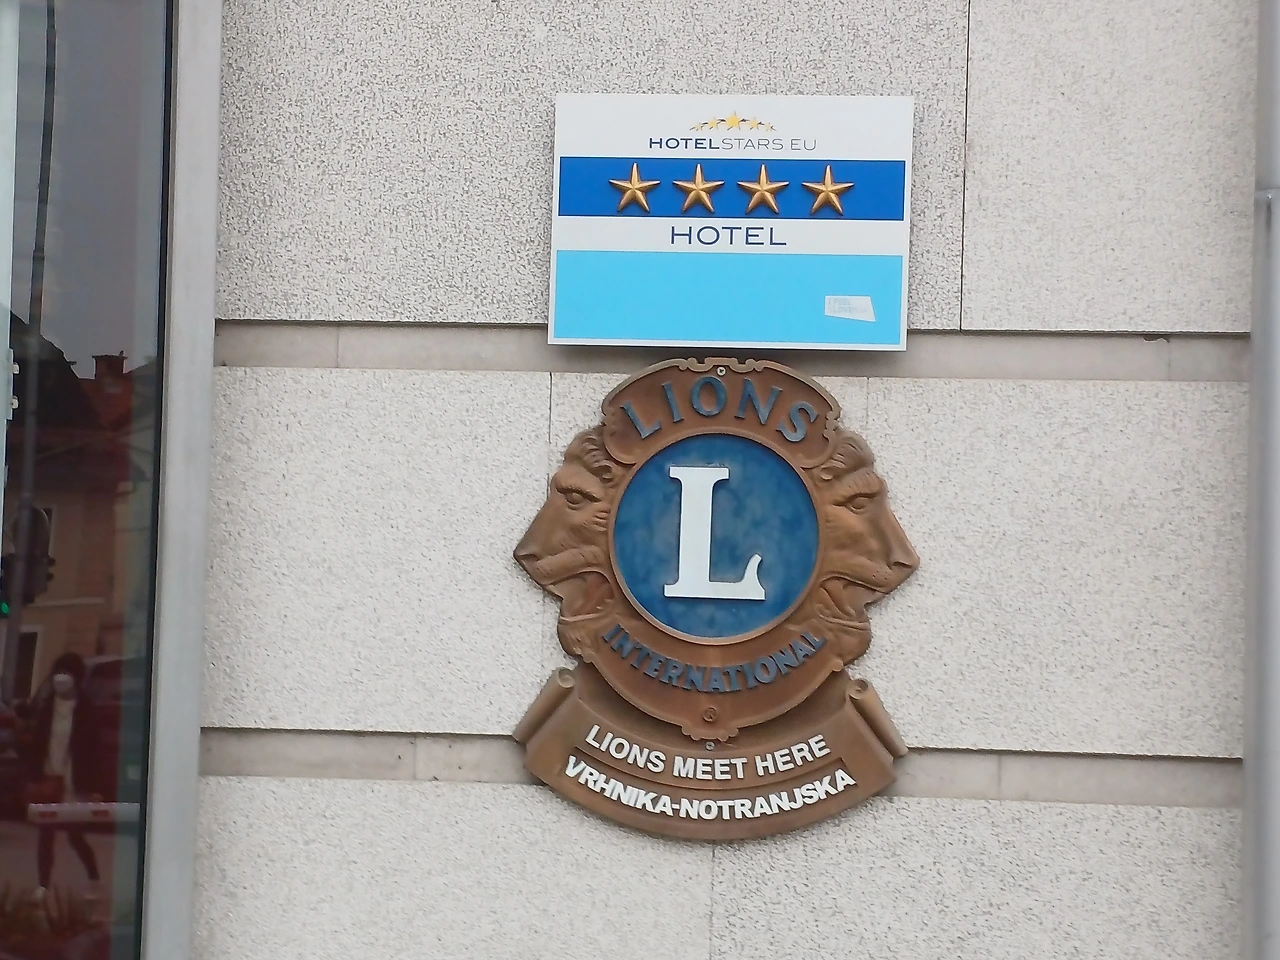 HOTELSTARS EU
HOTEL
LIONS
L
INTERNATIONAL
®
LIONS MEET HERE
VRHNIKA-NOTRANJSKA